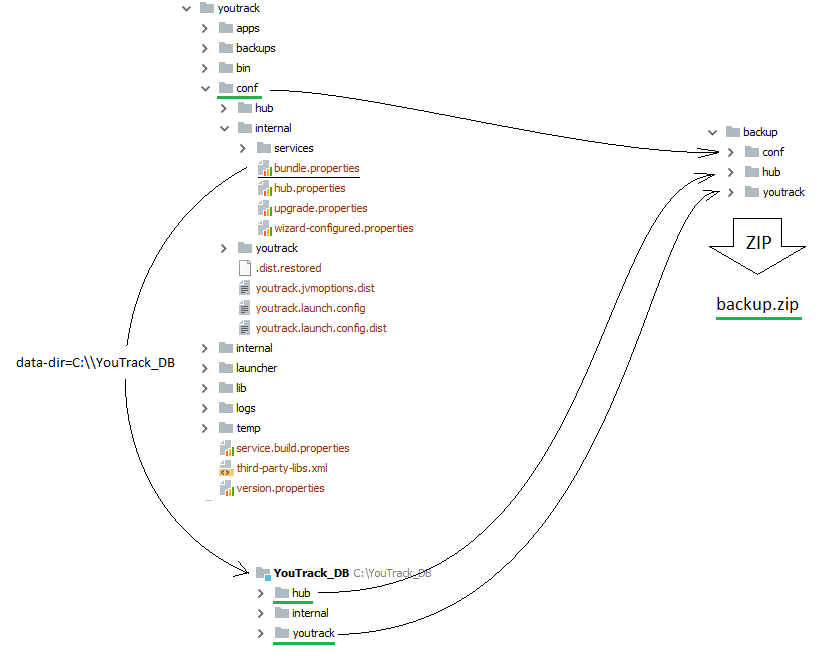 youtrack
apps
backups
bin
conf
hub
internal
services
bundle.properties
hub.properties
upgrade.properties
wizard-configured.properties
youtrack
.dist.restored
youtrack.jvmoptions.dist
youtrack.launch.config
youtrack.launch.config.dist
internal
launcher
lib
logs
temp
service.build.properties
third-party-libs.xml
version.properties
data-dir=C:\\YouTrack_DB
YouTrack_DB C:\YouTrack_DB
hub
internal
youtrack
backup
conf
hub
youtrack
ZIP
backup.zip